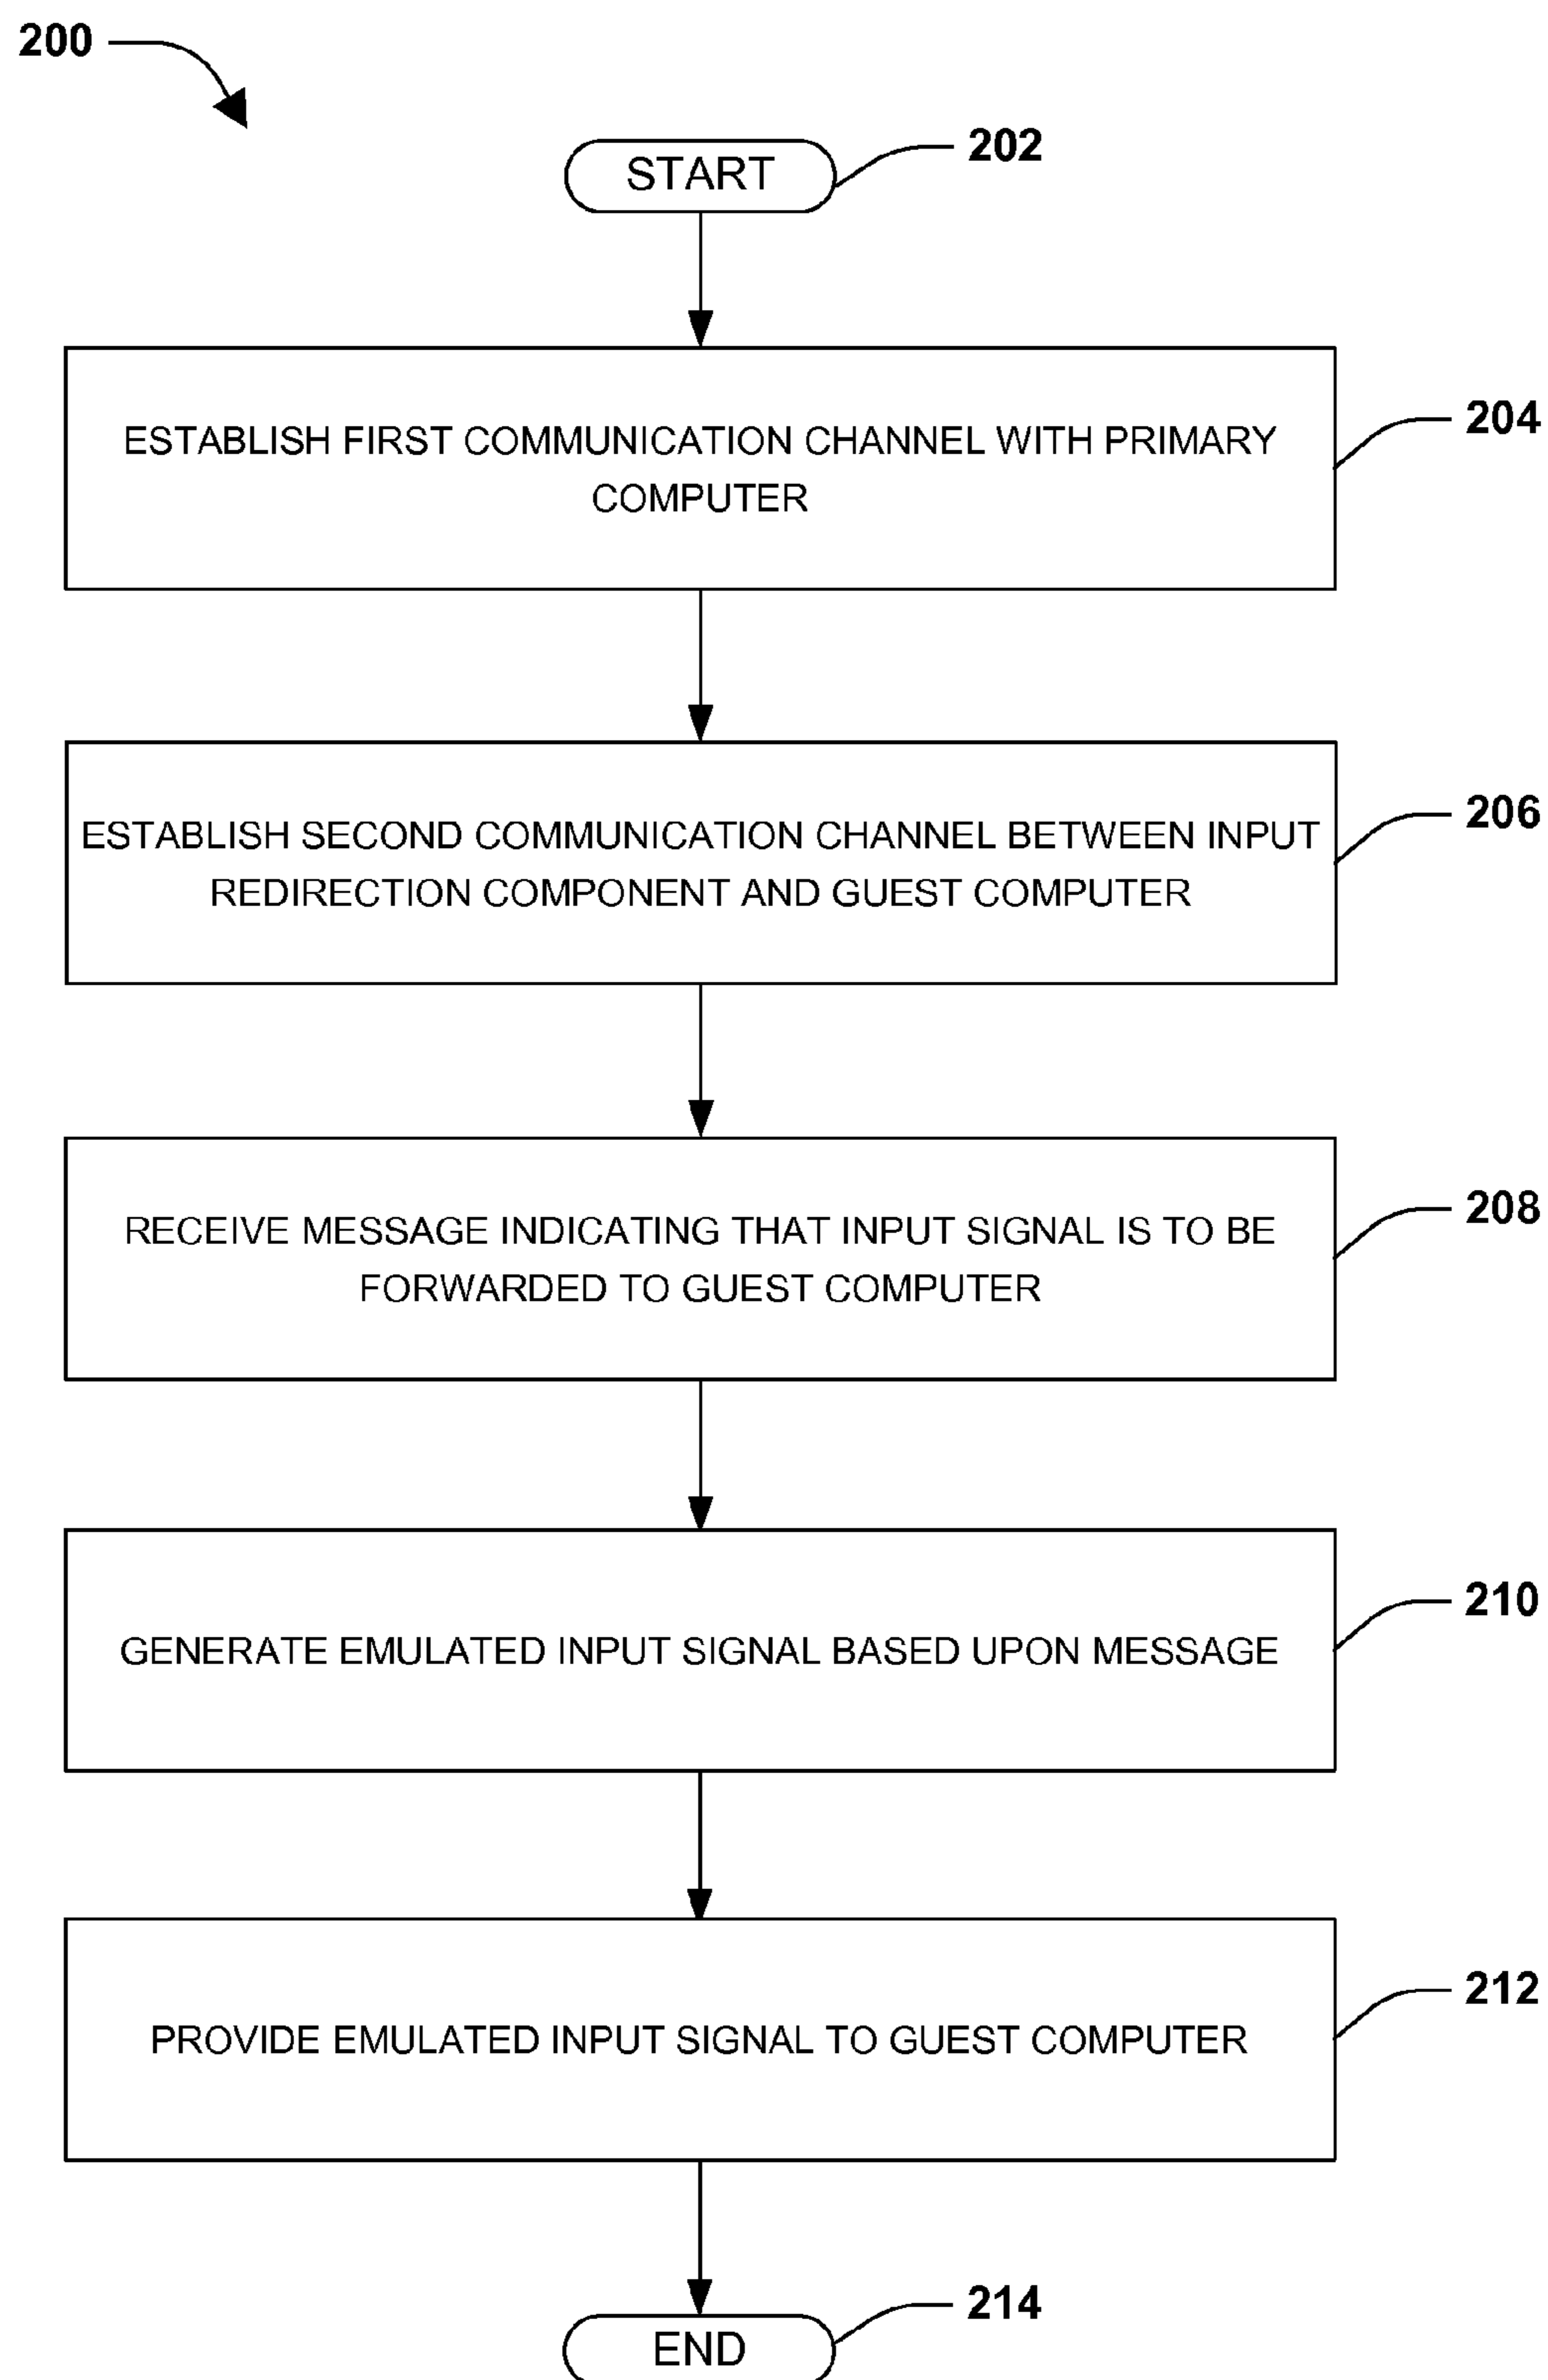 200
START
202
ESTABLISH FIRST COMMUNICATION CHANNEL WITH PRIMARY
COMPUTER
204
ESTABLISH SECOND COMMUNICATION CHANNEL BETWEEN INPUT
REDIRECTION COMPONENT AND GUEST COMPUTER
206
RECEIVE MESSAGE INDICATING THAT INPUT SIGNAL IS TO BE
FORWARDED TO GUEST COMPUTER
208
GENERATE EMULATED INPUT SIGNAL BASED UPON MESSAGE
210
PROVIDE EMULATED INPUT SIGNAL TO GUEST COMPUTER
212
END
214